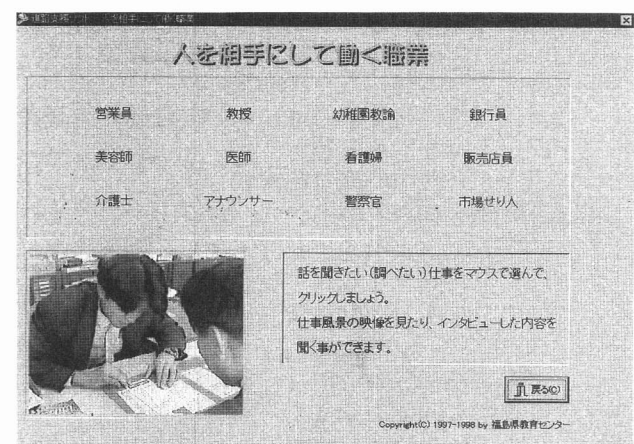 人を相手にして働く職業
営業員 教授 幼稚園教諭 銀行員
美容師 医師 看護婦 販売店員
介護士 アナウンサー 警察官 市場せり人
話を聞きたい(調べたい)仕事をマウスで選んで、
クリックしましょう。
仕事風景の映像を見たり、インタビューした内容を
聞く事ができます。
戻る(C)
Copyright(C) 1997-1998 by 福島県教育センター